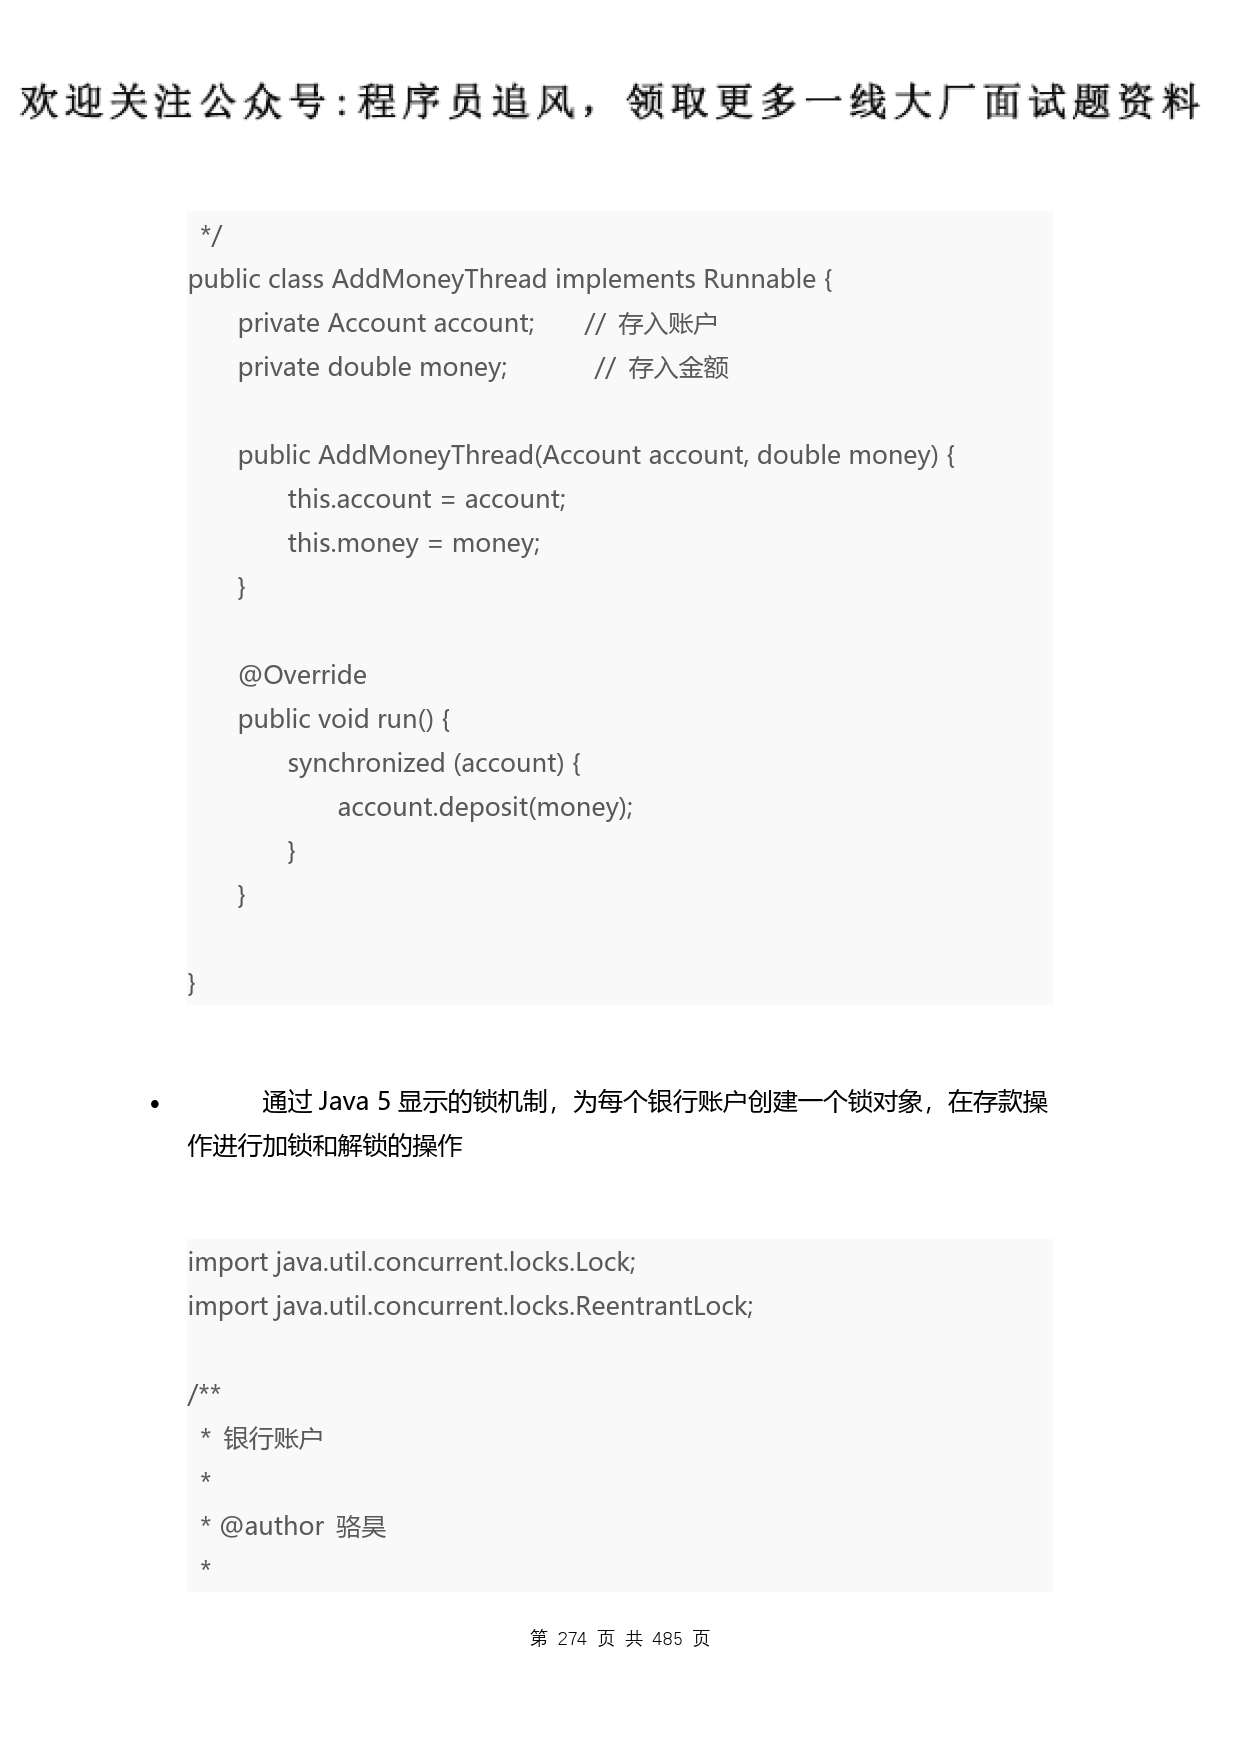 欢迎关注公众号:程序员追风，领取更多一线大厂面试题资料
*/
public class AddMoneyThread implements Runnable {
private Account account; // 存入账户
private double money; // 存入金额
public AddMoneyThread(Account account, double money) {
this.account = account;
this.money = money;
}
@Override
public void run() {
synchronized (account) {
account.deposit(money);
}
}
}
• 通过 Java 5 显示的锁机制，为每个银行账户创建一个锁对象，在存款操
作进行加锁和解锁的操作
import java.util.concurrent.locks.Lock;
import java.util.concurrent.locks.ReentrantLock;
/**
* 银行账户
*
* @author 骆昊
*
第 274 页 共 485 页